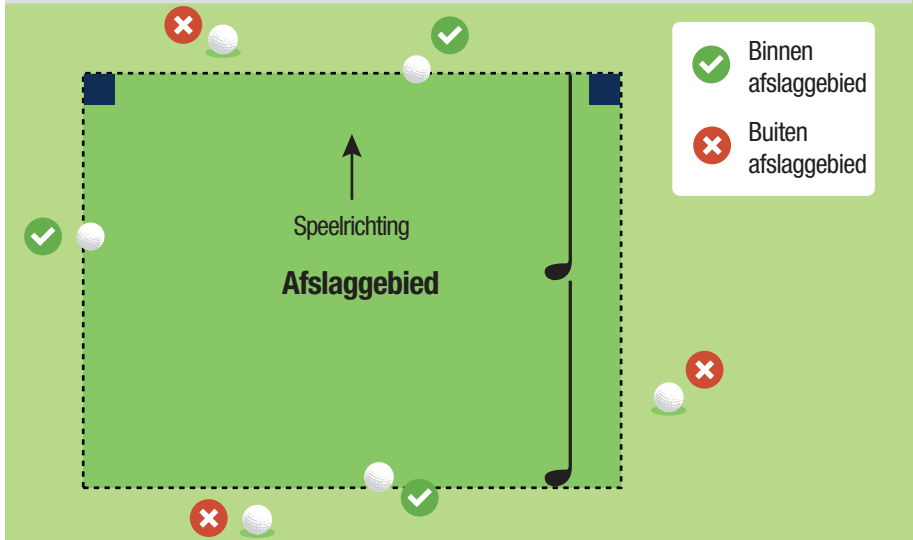 Binnen
afslaggebied
Buiten
afslaggebied
Speelrichting
Afslaggebied